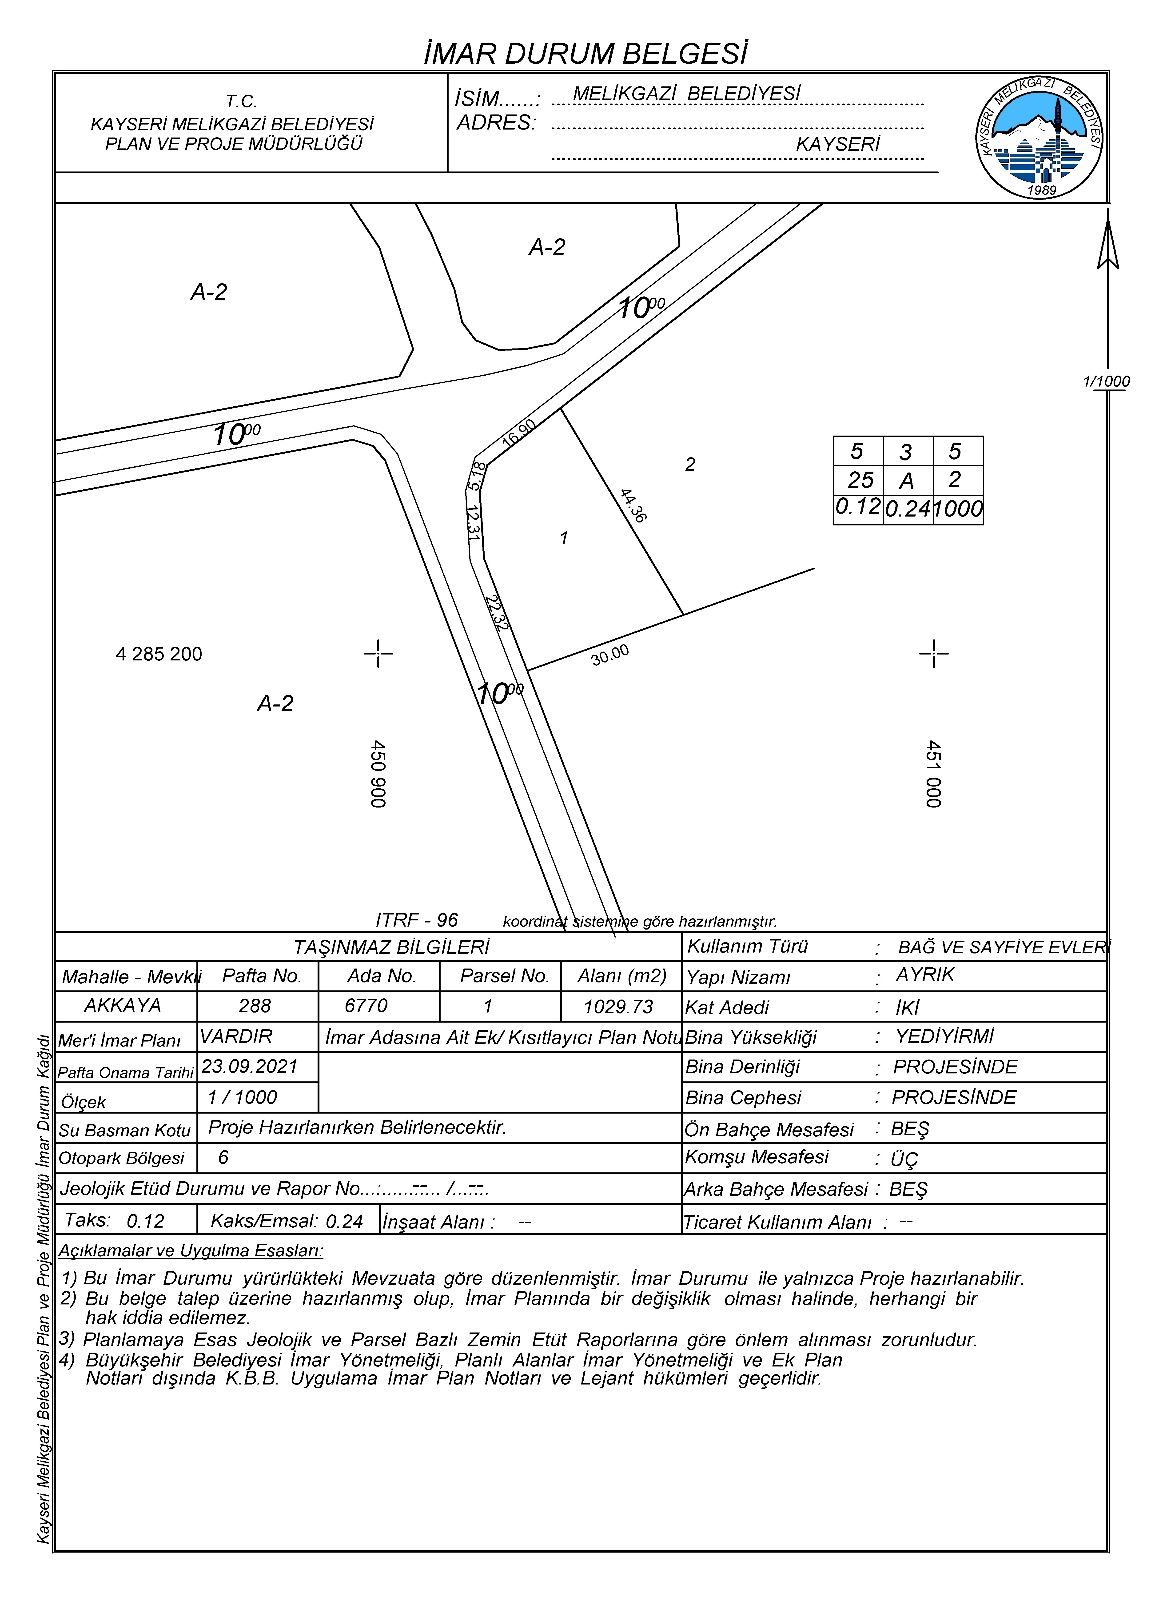 İMAR DURUM BELGESİ
T.C.
KAYSERİ MELİKGAZİ BELEDİYESİ
PLAN VE PROJE MÜDÜRLÜĞÜ
İSİM......: MELİKGAZİ BELEDİYESİ
ADRES:
KAYSERİ
KAYSERİ MELİKGAZİ BELEDİYESİ
1989
A-2
A-2
10 00
10 00
1/1000
16.90
5.18
12.31
22.32
44.36
30.00
1
2
5 3 5
25 A 2
0.12 0.24 1000
4 285 200
A-2
10 00
450 900
451 000
ITRF - 96 koordinat sistemine göre hazırlanmıştır.
TAŞINMAZ BİLGİLERİ
Mahalle - Mevkii Pafta No. Ada No. Parsel No. Alanı (m2)
AKKAYA 288 6770 1 1029.73
Mer'i İmar Planı VARDIR İmar Adasına Ait Ek/ Kısıtlayıcı Plan Notu
Pafta Onama Tarihi 23.09.2021
Ölçek 1 / 1000
Su Basman Kotu Proje Hazırlanırken Belirlenecektir.
Otopark Bölgesi 6
Jeolojik Etüd Durumu ve Rapor No...:......--... /...--.
Taks: 0.12 Kaks/Emsal: 0.24 İnşaat Alanı : --
Kullanım Türü : BAĞ VE SAYFİYE EVLERİ
Yapı Nizamı : AYRIK
Kat Adedi : İKİ
Bina Yüksekliği : YEDİYİRMİ
Bina Derinliği : PROJESİNDE
Bina Cephesi : PROJESİNDE
Ön Bahçe Mesafesi : BEŞ
Komşu Mesafesi : ÜÇ
Arka Bahçe Mesafesi : BEŞ
Ticaret Kullanım Alanı : --
Açıklamalar ve Uygulma Esasları:
1) Bu İmar Durumu yürürlükteki Mevzuata göre düzenlenmiştir. İmar Durumu ile yalnızca Proje hazırlanabilir.
2) Bu belge talep üzerine hazırlanmış olup, İmar Planında bir değişiklik olması halinde, herhangi bir
hak iddia edilemez.
3) Planlamaya Esas Jeolojik ve Parsel Bazlı Zemin Etüt Raporlarına göre önlem alınması zorunludur.
4) Büyükşehir Belediyesi İmar Yönetmeliği, Planlı Alanlar İmar Yönetmeliği ve Ek Plan
Notları dışında K.B.B. Uygulama İmar Plan Notları ve Lejant hükümleri geçerlidir.
Kayseri Melikgazi Belediyesi Plan ve Proje Müdürlüğü İmar Durum Kağıdı